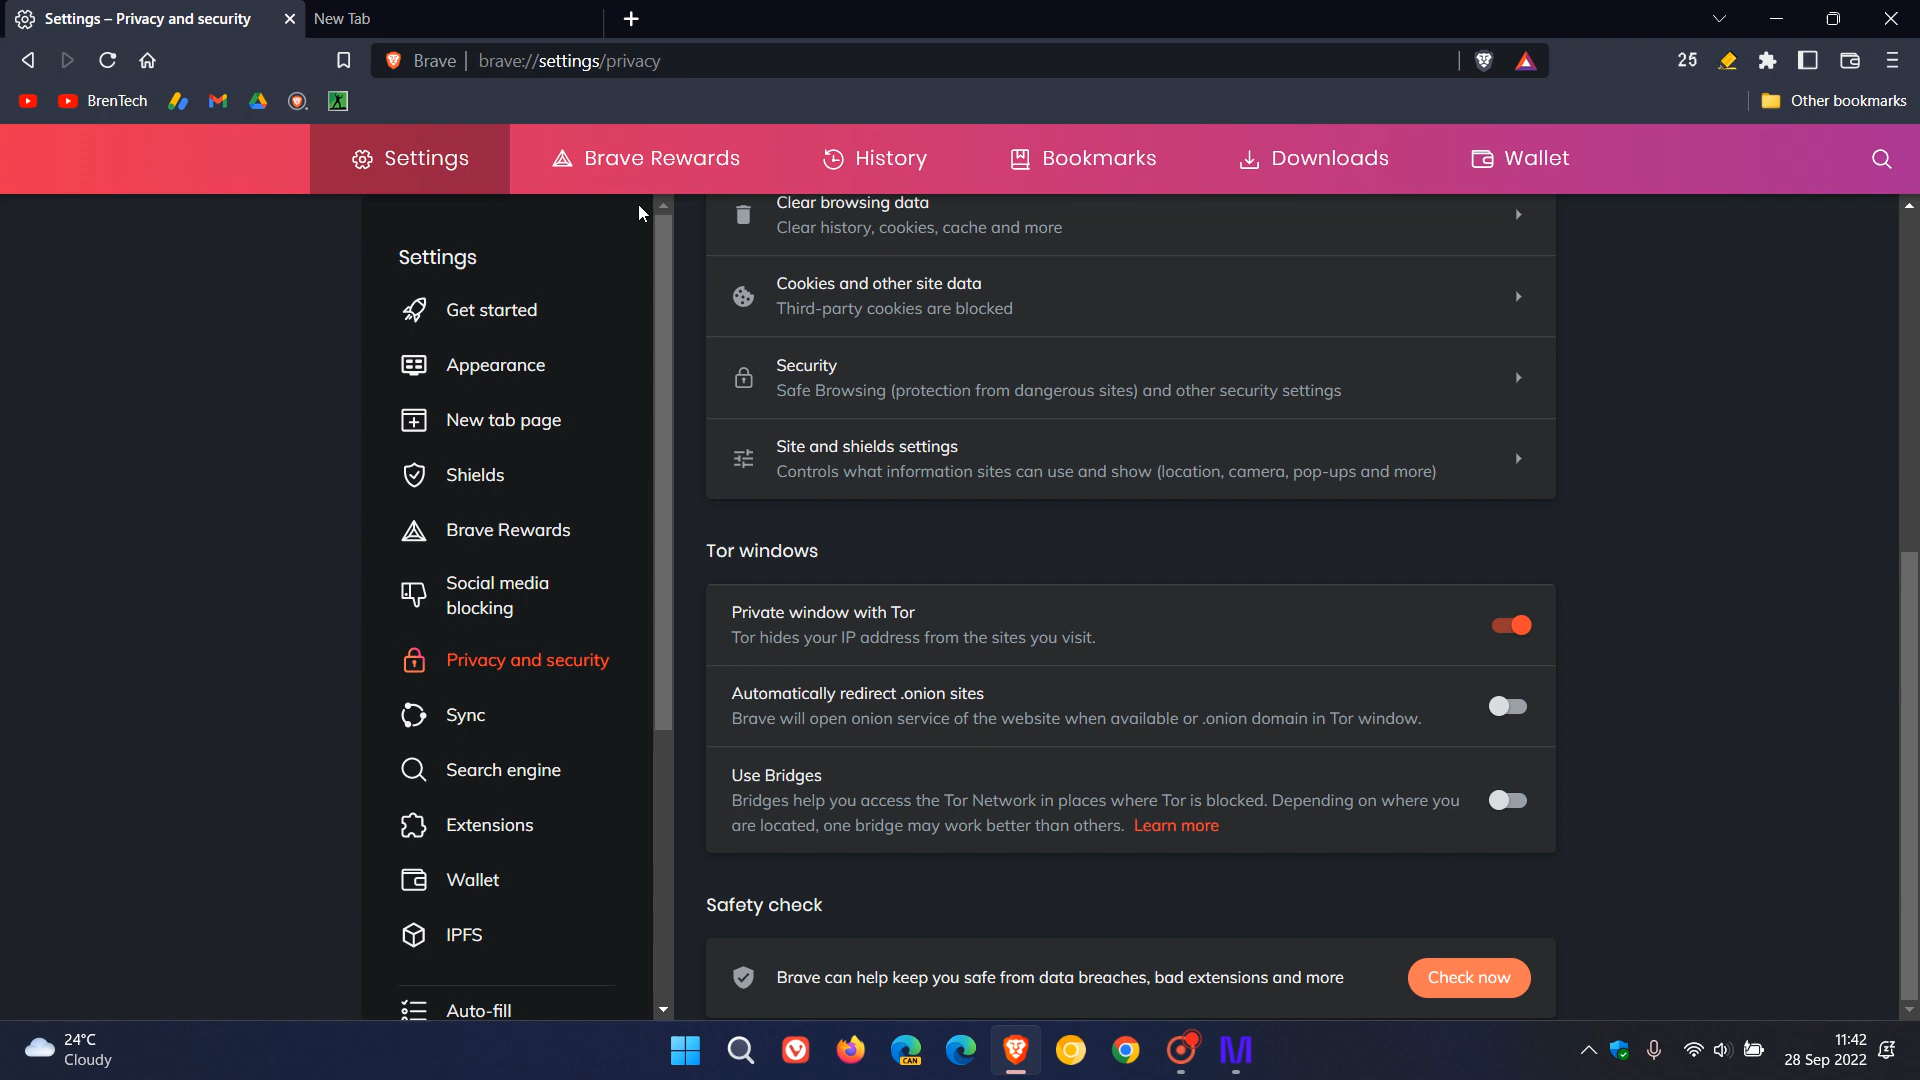 Settings – Privacy and security
New Tab
Brave
brave://settings/privacy
25
BrenTech
Other bookmarks
Settings
Brave Rewards
History
Bookmarks
Downloads
Wallet
Settings
Get started
Appearance
New tab page
Shields
Brave Rewards
Social media
blocking
Privacy and security
Sync
Search engine
Extensions
Wallet
IPFS
Auto-fill
Clear browsing data
Clear history, cookies, cache and more
Cookies and other site data
Third-party cookies are blocked
Security
Safe Browsing (protection from dangerous sites) and other security settings
Site and shields settings
Controls what information sites can use and show (location, camera, pop-ups and more)
Tor windows
Private window with Tor
Tor hides your IP address from the sites you visit.
Automatically redirect .onion sites
Brave will open onion service of the website when available or .onion domain in Tor window.
Use Bridges
Bridges help you access the Tor Network in places where Tor is blocked. Depending on where you
are located, one bridge may work better than others. Learn more
Safety check
Brave can help keep you safe from data breaches, bad extensions and more
Check now
24°C
Cloudy
CAN
11:42
28 Sep 2022